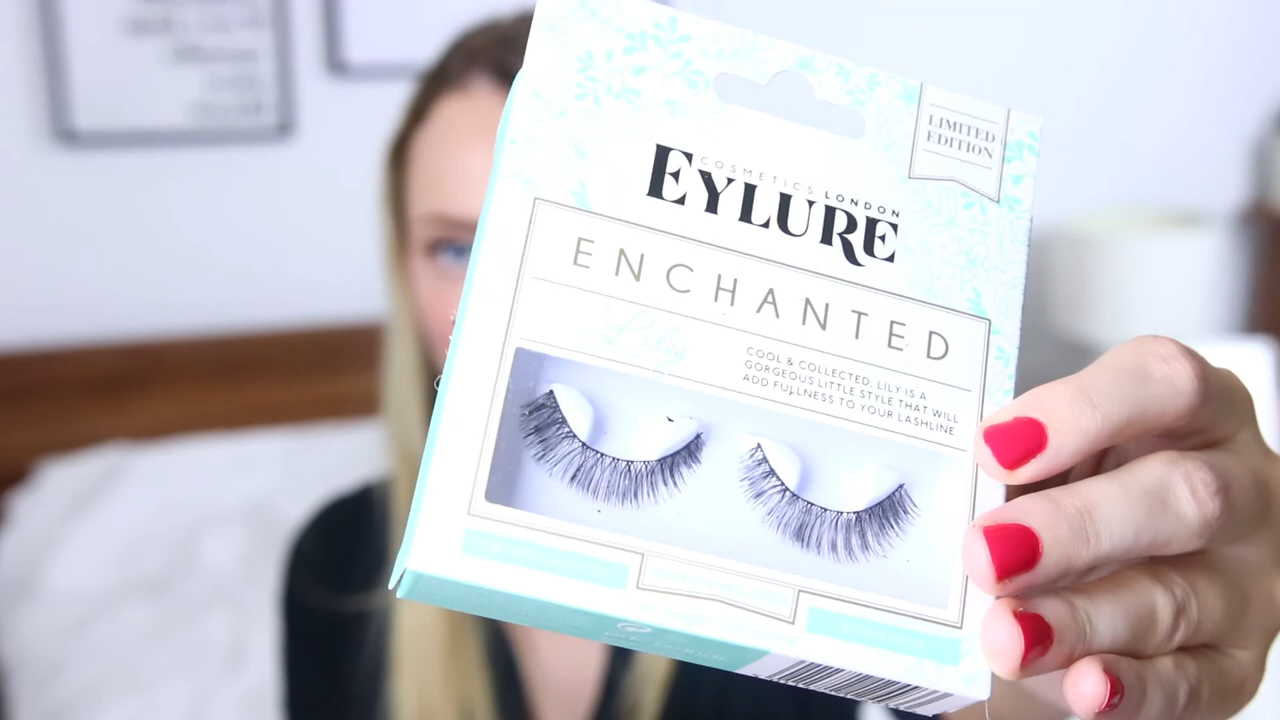 LIMITED
EDITION
COSMETICS LONDON
EYLURE
ENCHANTED
Lily
COOL & COLLECTED, LILY IS A
GORGEOUS LITTLE STYLE THAT WILL
ADD FULLNESS TO YOUR LASHLINE.